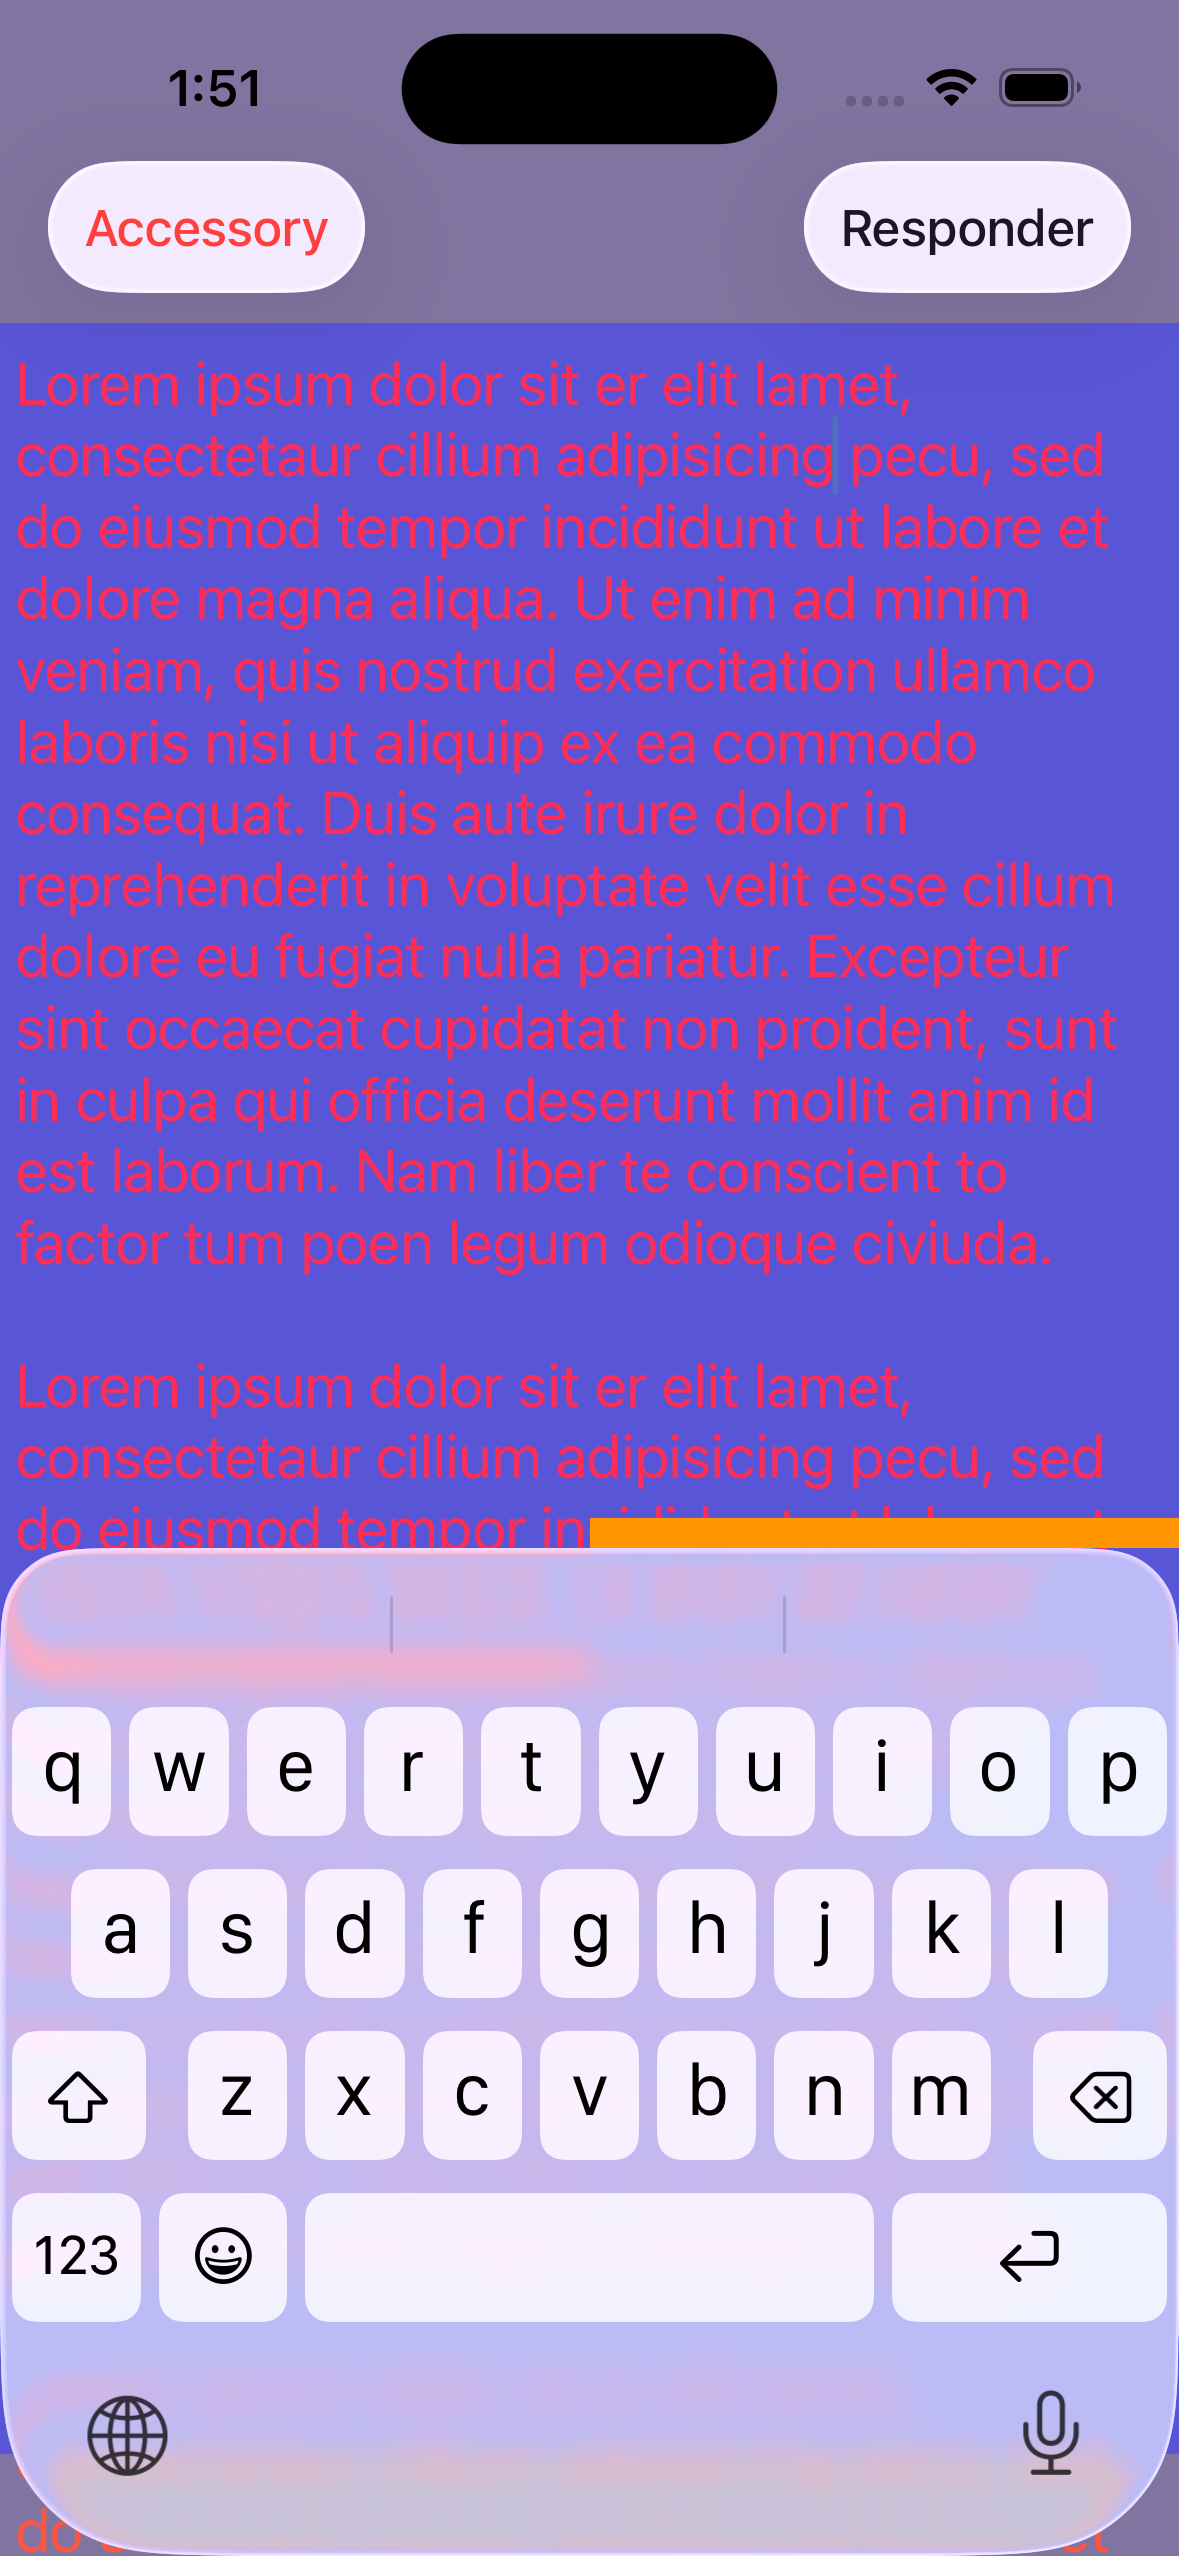 1:51
Accessory
Responder
Lorem ipsum dolor sit er elit lamet,
consectetaur cillium adipisicing pecu, sed
do eiusmod tempor incididunt ut labore et
dolore magna aliqua. Ut enim ad minim
veniam, quis nostrud exercitation ullamco
laboris nisi ut aliquip ex ea commodo
consequat. Duis aute irure dolor in
reprehenderit in voluptate velit esse cillum
dolore eu fugiat nulla pariatur. Excepteur
sint occaecat cupidatat non proident, sunt
in culpa qui officia deserunt mollit anim id
est laborum. Nam liber te conscient to
factor tum poen legum odioque civiuda.
Lorem ipsum dolor sit er elit lamet,
consectetaur cillium adipisicing pecu, sed
do eiusmod tempor
q w e r t y u i o p
a s d f g h j k l
z x c v b n m
123
do